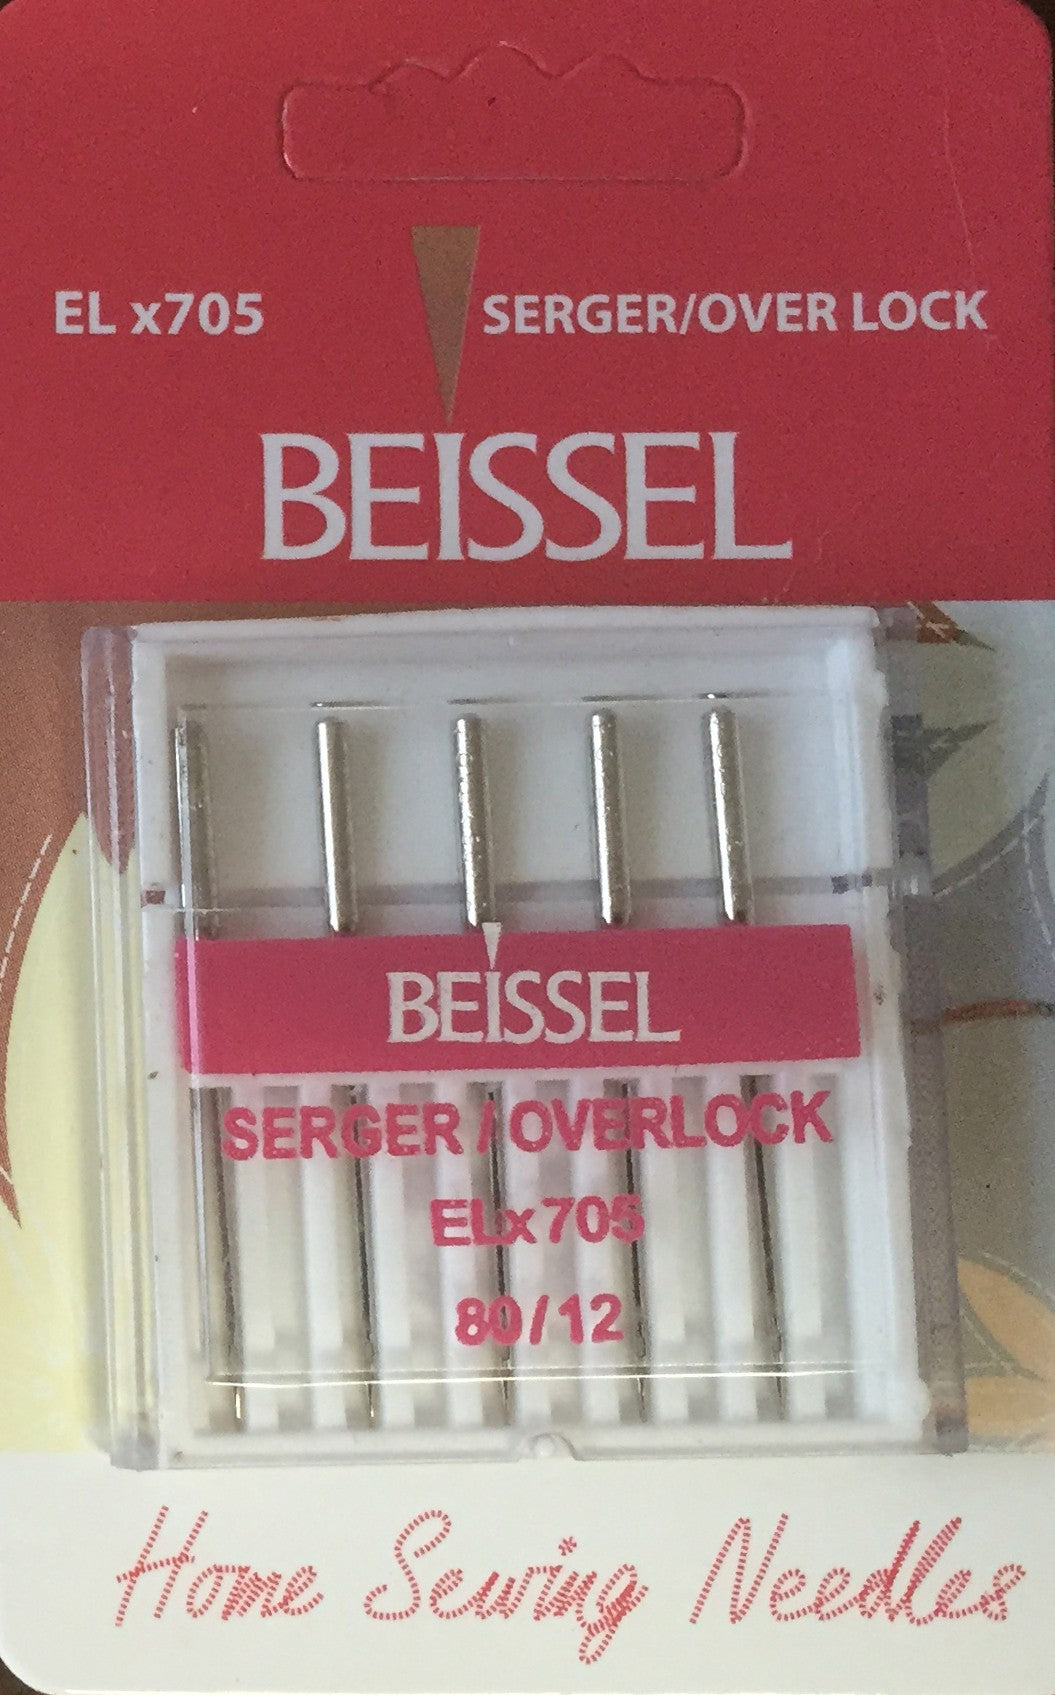 EL x705 SERGER/OVER LOCK
BEISSEL
BEISSEL
SERGER / OVERLOCK
ELx705
80/12
Home Sewing Needles